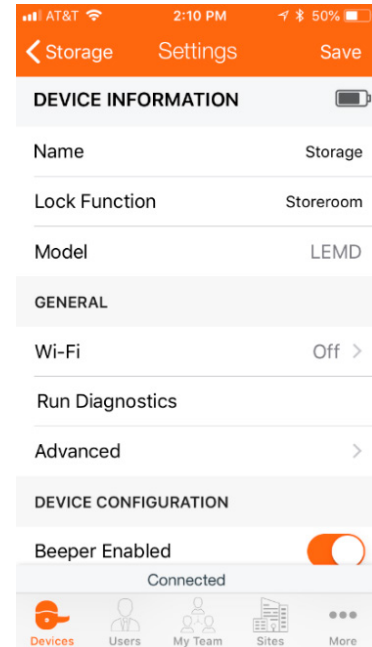 AT&T 2:10 PM 50%
Storage Settings Save
DEVICE INFORMATION
Name Storage
Lock Function Storeroom
Model LEMD
GENERAL
Wi-Fi Off
Run Diagnostics
Advanced
DEVICE CONFIGURATION
Beeper Enabled
Connected
Devices Users My Team Sites More